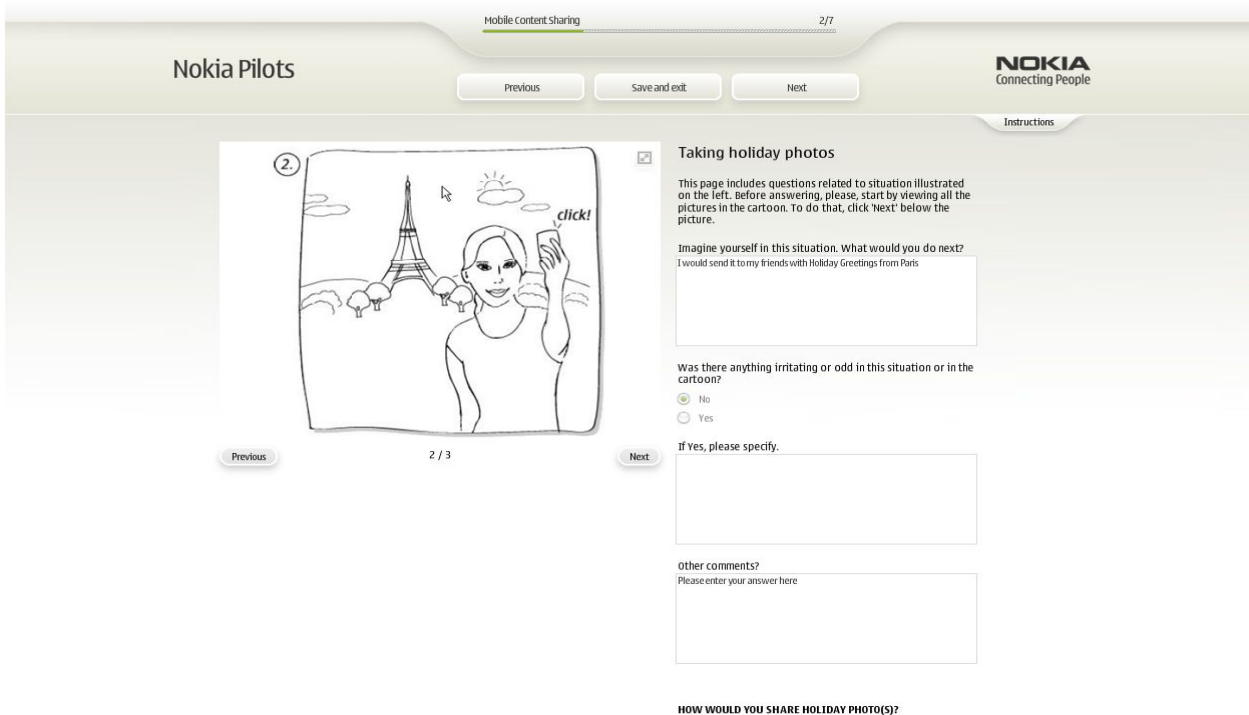 Mobile Content Sharing 2/7
Nokia Pilots
NOKIA
Connecting People
Previous Save and exit Next
Instructions
2.
click!
Previous 2 / 3 Next
Taking holiday photos
This page includes questions related to situation illustrated
on the left. Before answering, please, start by viewing all the
pictures in the cartoon. To do that, click 'Next' below the
picture.
Imagine yourself in this situation. What would you do next?
I would send it to my friends with Holiday Greetings from Paris
Was there anything irritating or odd in this situation or in the
cartoon?
No
Yes
If Yes, please specify.
Other comments?
Please enter your answer here
HOW WOULD YOU SHARE HOLIDAY PHOTO(S)?